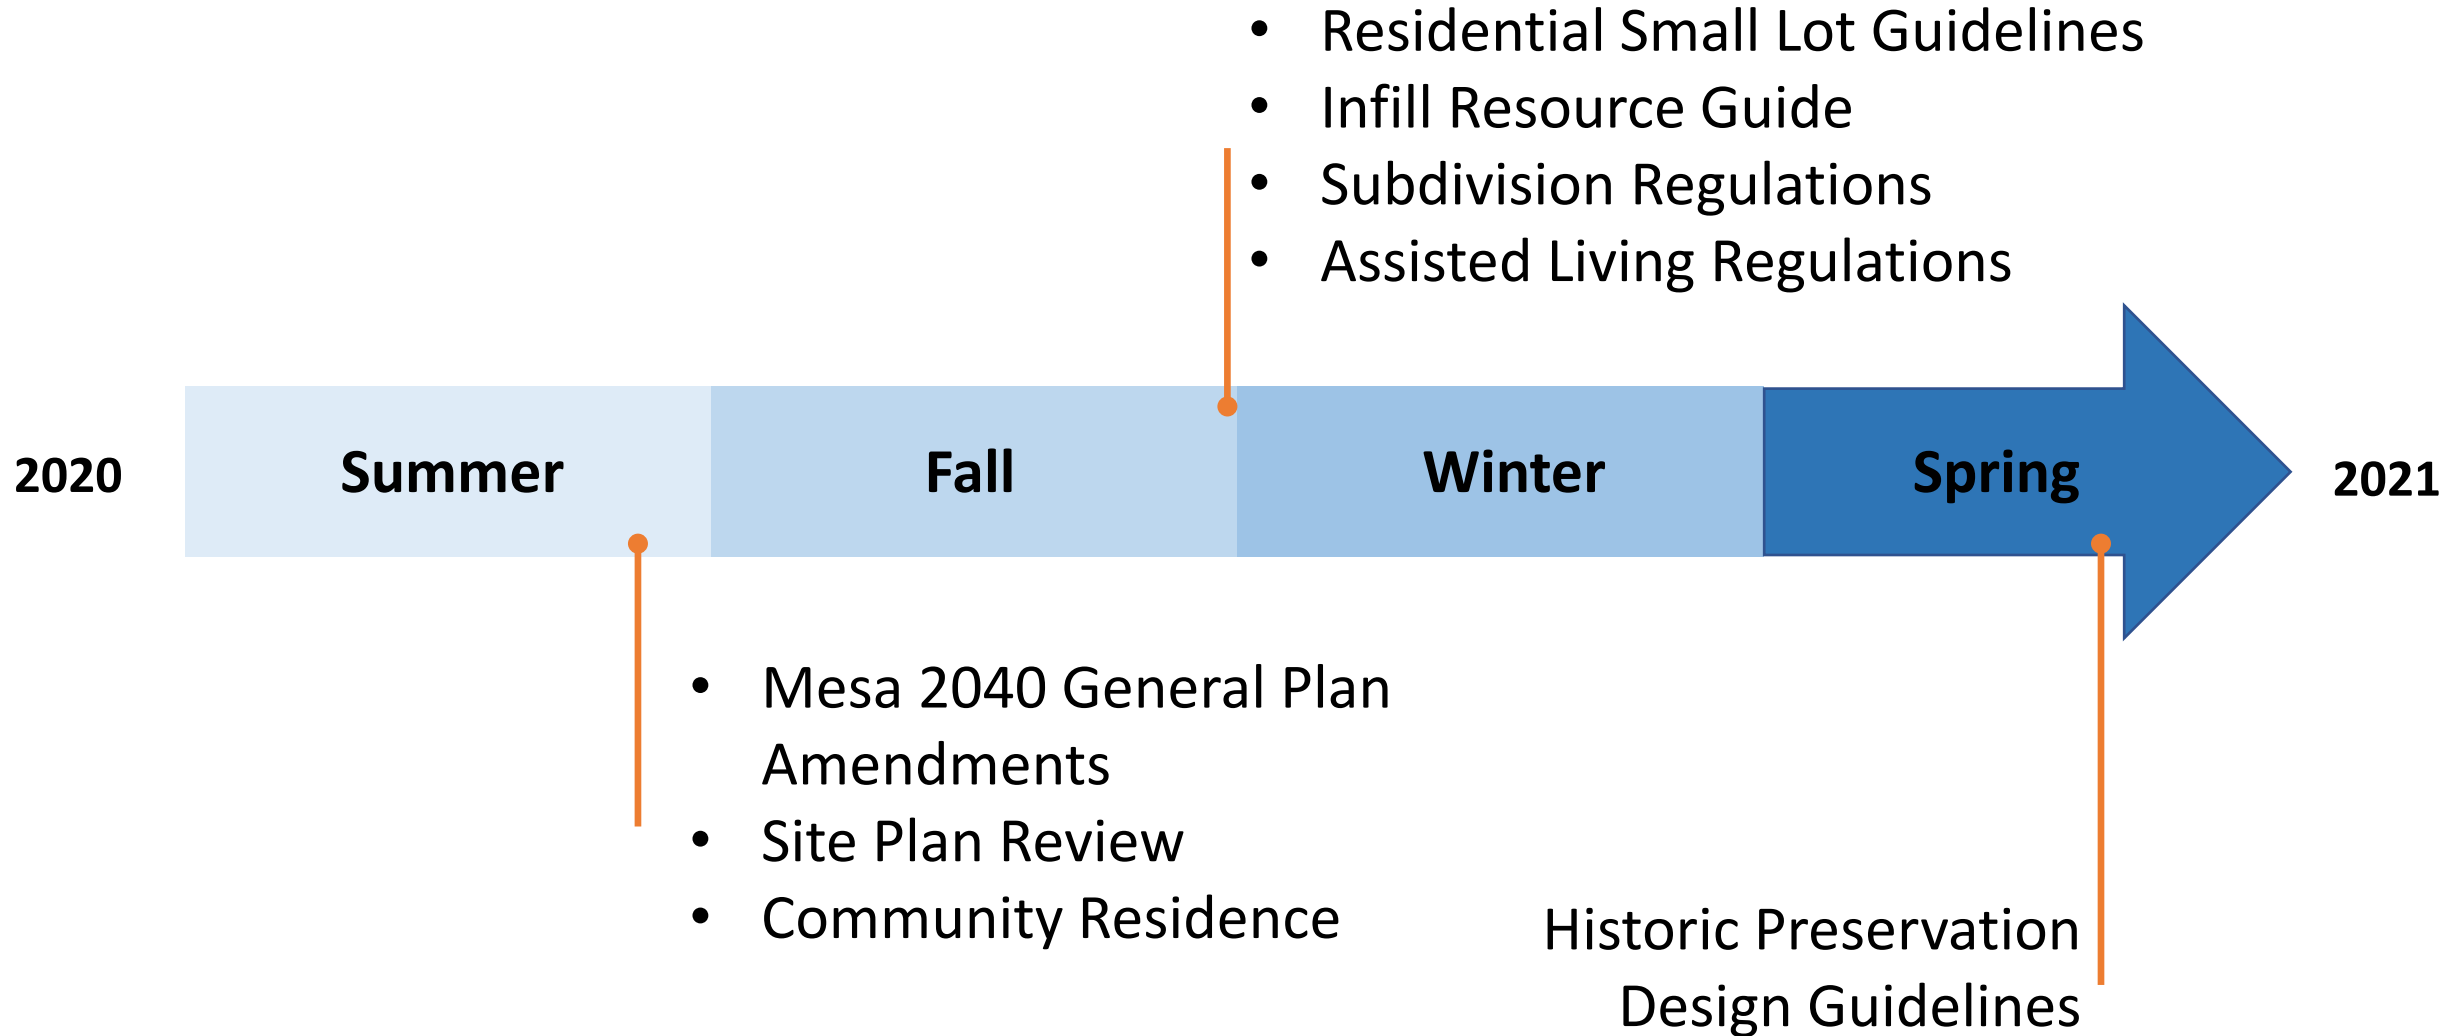 • Residential Small Lot Guidelines
• Infill Resource Guide
• Subdivision Regulations
• Assisted Living Regulations
2020 Summer Fall Winter Spring 2021
• Mesa 2040 General Plan
Amendments
• Site Plan Review
• Community Residence
Historic Preservation
Design Guidelines